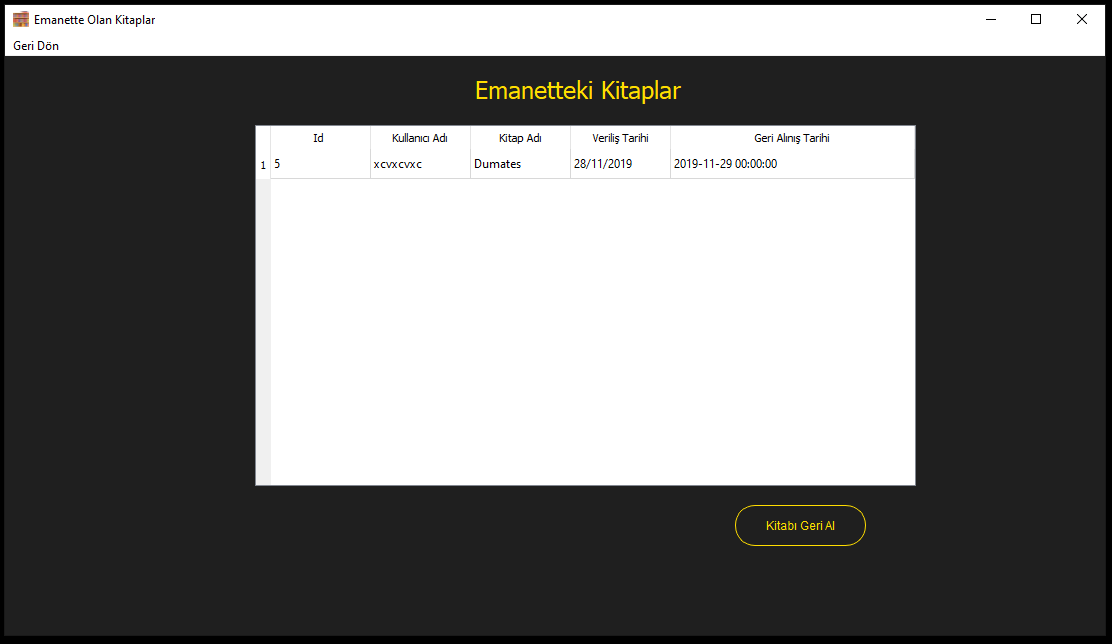 Emanette Olan Kitaplar
Geri Dön
Emanetteki Kitaplar
Id Kullanıcı Adı Kitap Adı Veriliş Tarihi Geri Alınış Tarihi
1 5 xcvxcvxc Dumates 28/11/2019 2019-11-29 00:00:00
Kitabı Geri Al